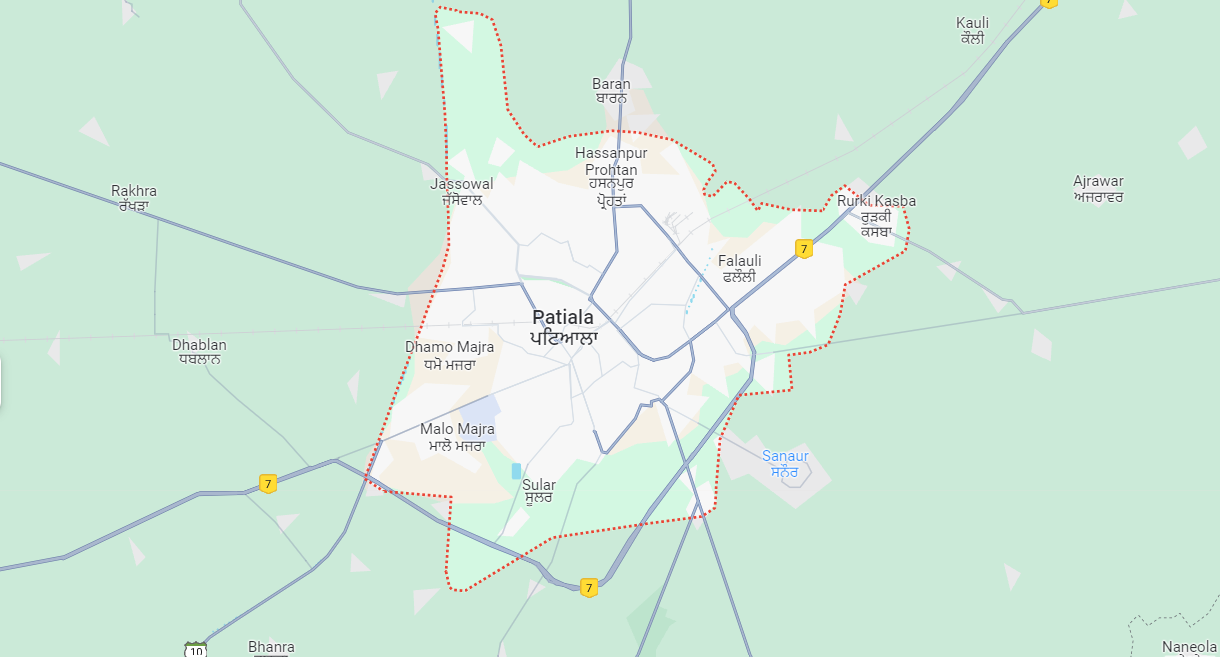 7
Kauli
ਕੌਲੀ
Baran
ਬਾਰਨ
Hassanpur
Prohtan
ਹਸਨਪੁਰ
ਪ੍ਰੋਹਤਾਂ
Jassowal
ਜੱਸੋਵਾਲ
Rakhra
ਰੱਖੜਾ
Ajrawar
ਅਜਰਾਵਰ
Rurki Kasba
ਰੁੜਕੀ
ਕਸਬਾ
7
Falauli
ਫਲੌਲੀ
Patiala
ਪਟਿਆਲਾ
Dhablan
ਧਬਲਾਨ
Dhamo Majra
ਧਮੋ ਮਜਰਾ
Malo Majra
ਮਾਲੋ ਮਜਰਾ
Sanaur
ਸਨੌਰ
7
Sular
ਸੂਲਰ
7
10
Bhanra
Naneola